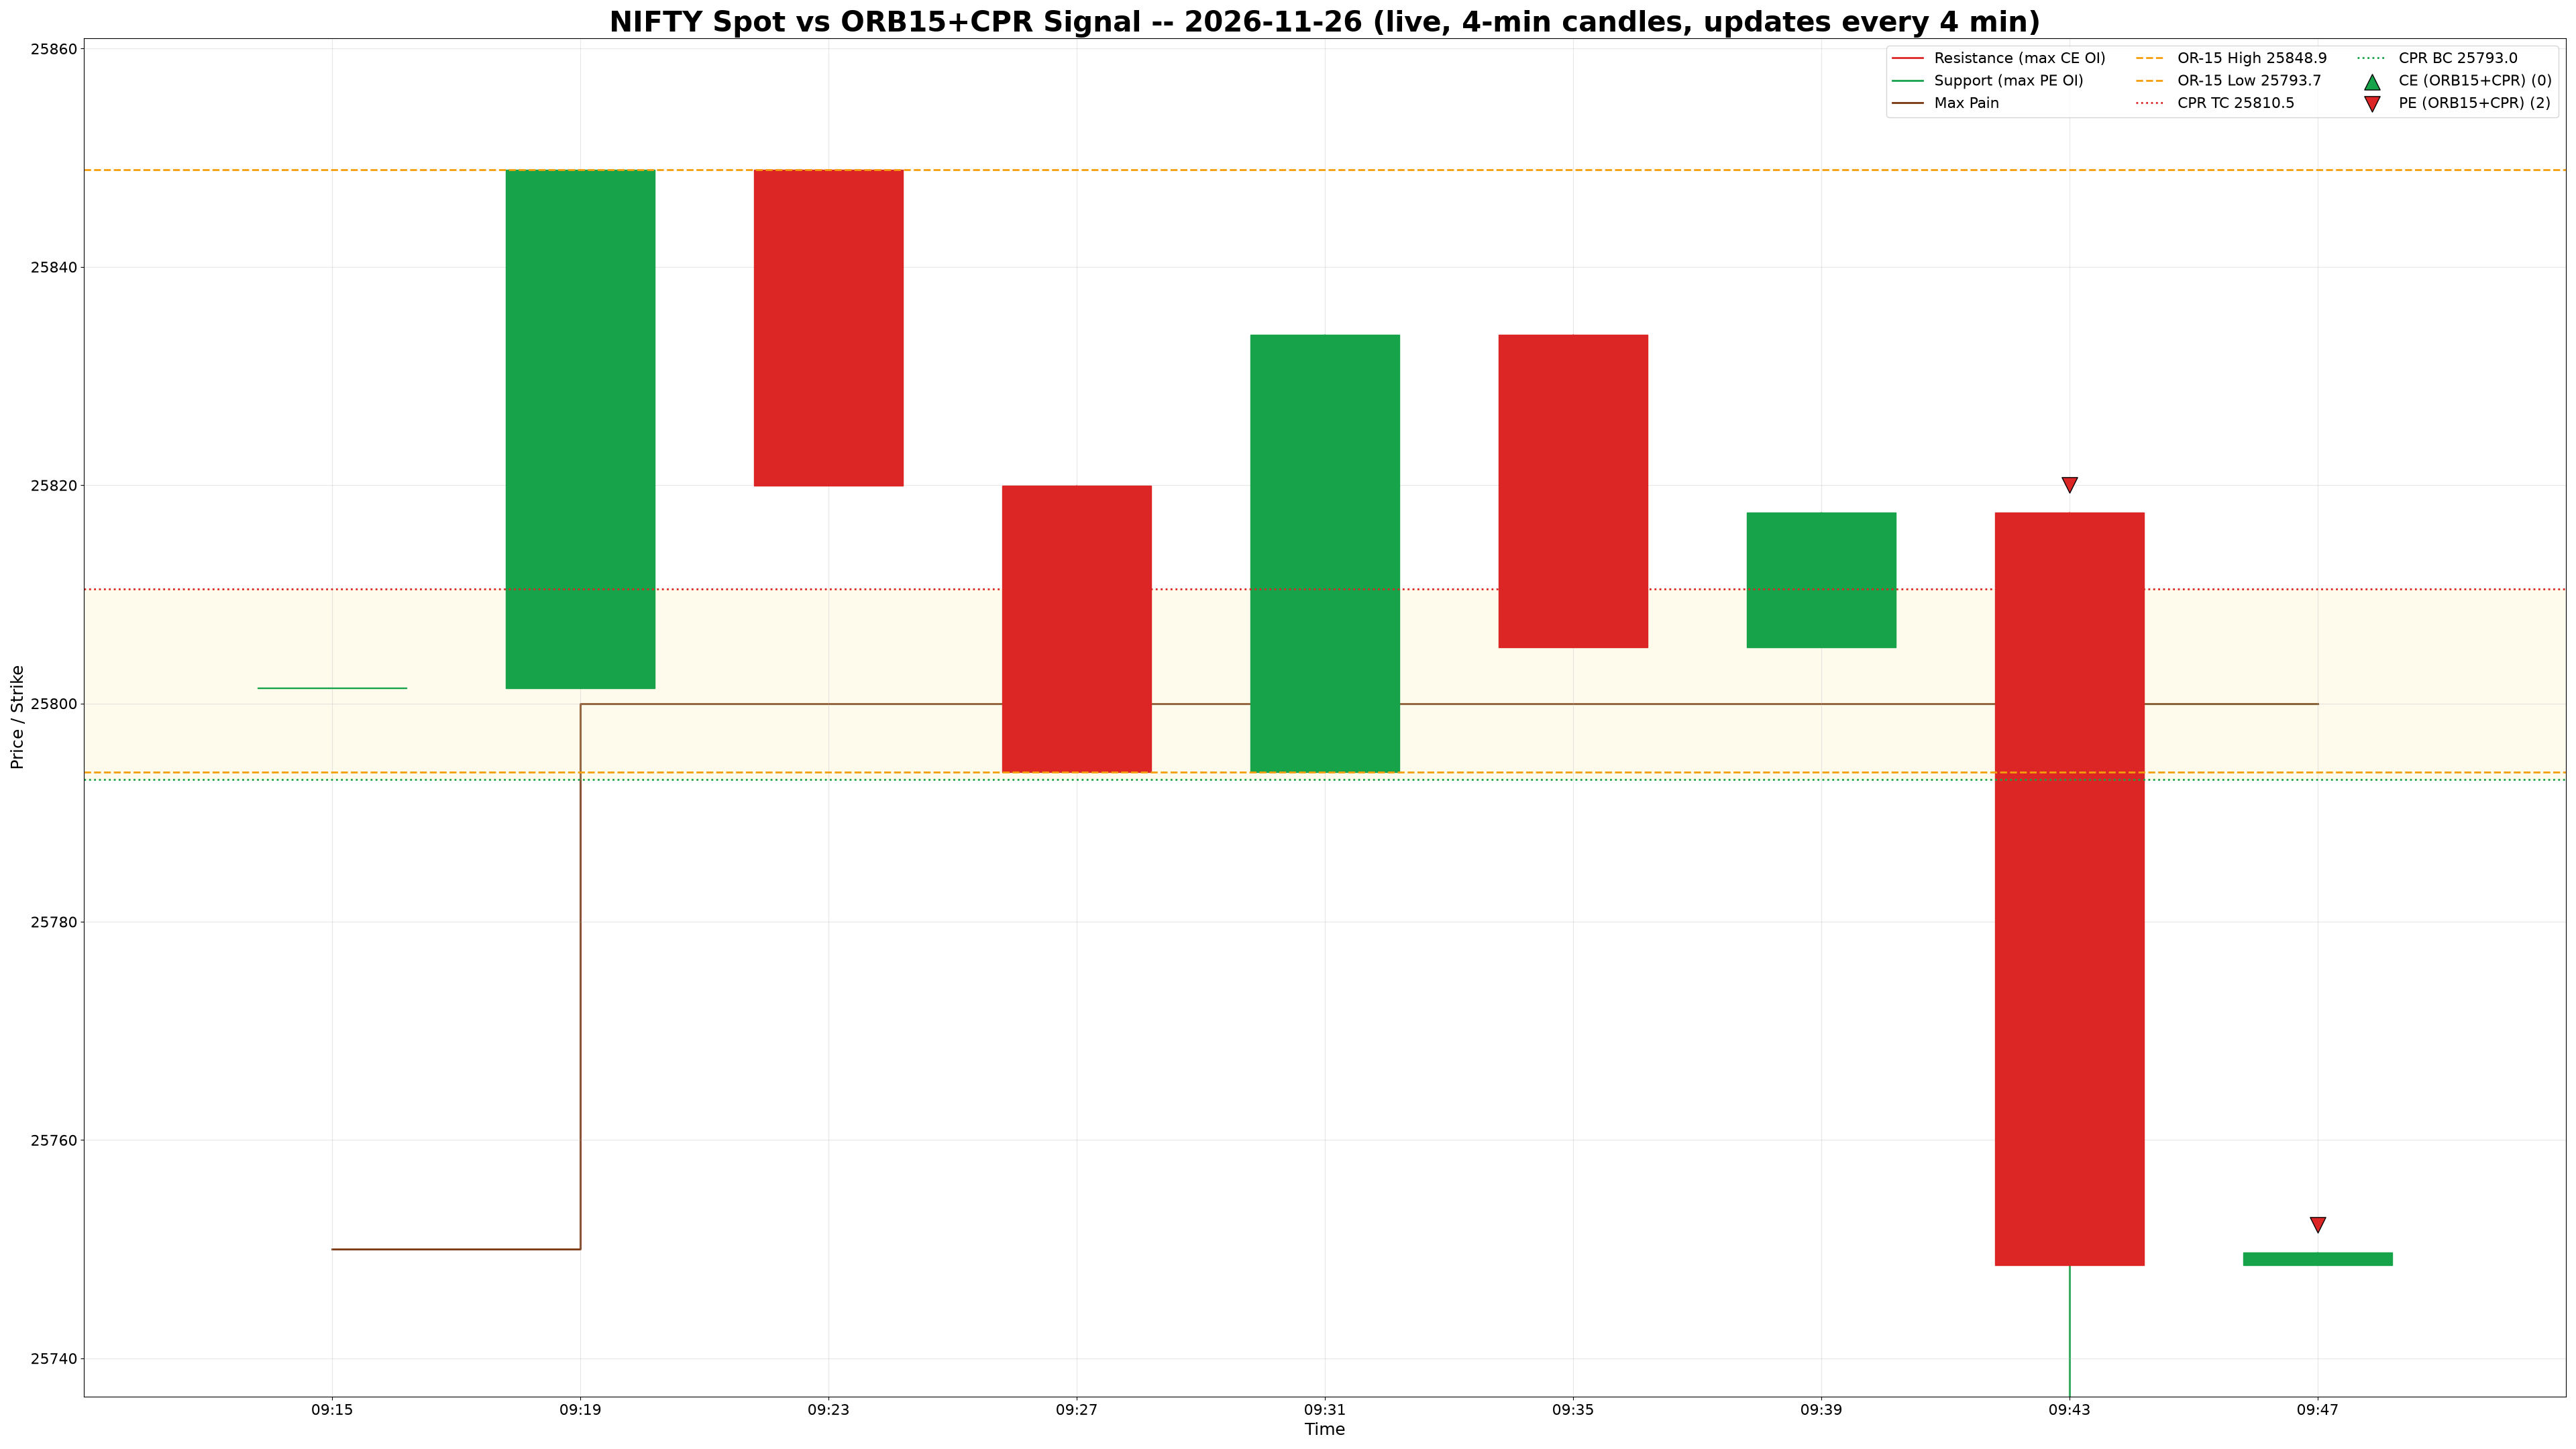 NIFTY Spot vs ORB15+CPR Signal -- 2026-11-26 (live, 4-min candles, updates every 4 min)
Resistance (max CE OI)
Support (max PE OI)
Max Pain
OR-15 High 25848.9
OR-15 Low 25793.7
CPR TC 25810.5
CPR BC 25793.0
CE (ORB15+CPR) (0)
PE (ORB15+CPR) (2)
Price / Strike
25860
25840
25820
25800
25780
25760
25740
09:15 09:19 09:23 09:27 09:31 09:35 09:39 09:43 09:47
Time